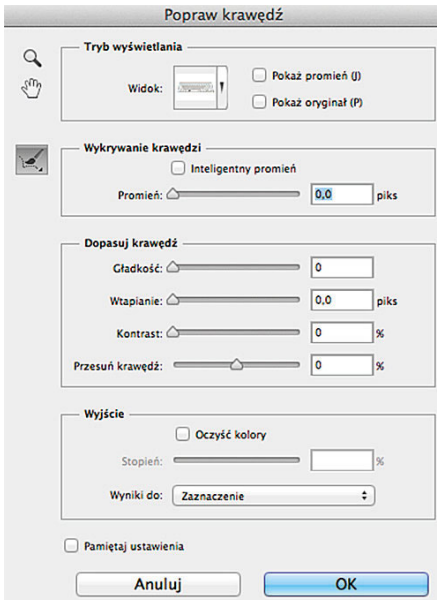 Popraw krawędź
Tryb wyświetlania
Widok:
Pokaż promień (J)
Pokaż oryginał (P)
Wykrywanie krawędzi
Inteligentny promień
Promień: 0,0 piks
Dopasuj krawędź
Gładkość: 0
Wtapianie: 0,0 piks
Kontrast: 0 %
Przesuń krawędź: 0 %
Wyjście
Oczyść kolory
Stopień: %
Wyniki do: Zaznaczenie
Pamiętaj ustawienia
Anuluj OK